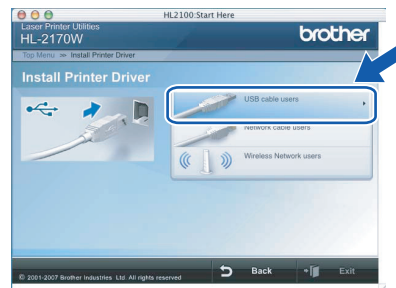 HL2100:Start Here
Laser Printer Utilities
HL-2170W
brother
Top Menu ≫ Install Printer Driver
Install Printer Driver
USB cable users
Network cable users
Wireless Network users
© 2001-2007 Brother Industries Ltd All rights reserved
Back
Exit